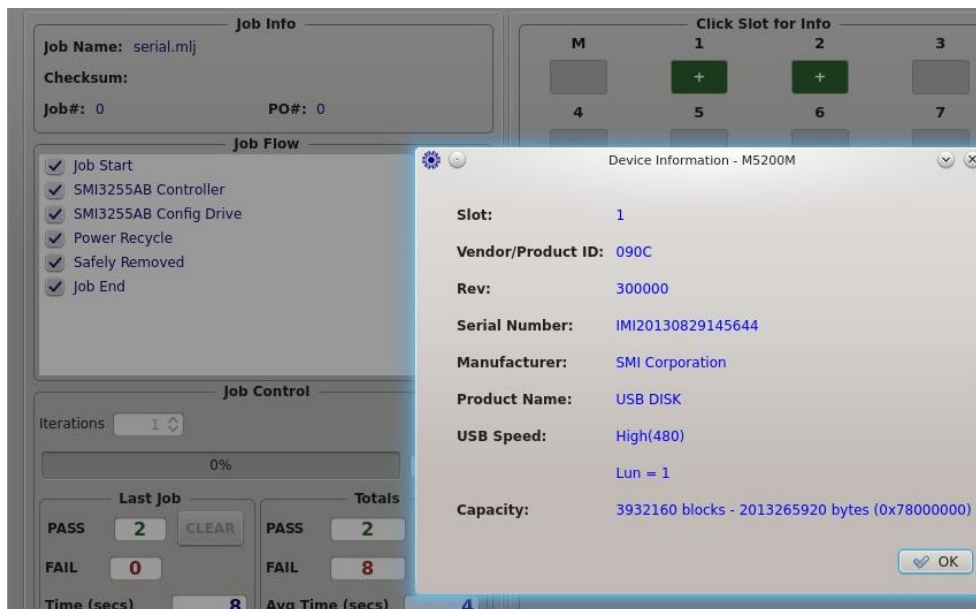 Job Info
Job Name: serial.mlj
Checksum:
Job#: 0 PO#: 0
Job Flow
Job Start
SMI3255AB Controller
SMI3255AB Config Drive
Power Recycle
Safely Removed
Job End
Job Control
Iterations 1
0%
Last Job
PASS 2 CLEAR
FAIL 0
Time (secs) 8
Totals
PASS 2
FAIL 8
Avg Time (secs) 4
Click Slot for Info
M 1 2 3
+ +
4 5 6 7
Device Information - M5200M
Slot: 1
Vendor/Product ID: 090C
Rev: 300000
Serial Number: IMI20130829145644
Manufacturer: SMI Corporation
Product Name: USB DISK
USB Speed: High(480)
Lun = 1
Capacity: 3932160 blocks - 2013265920 bytes (0x78000000)
OK